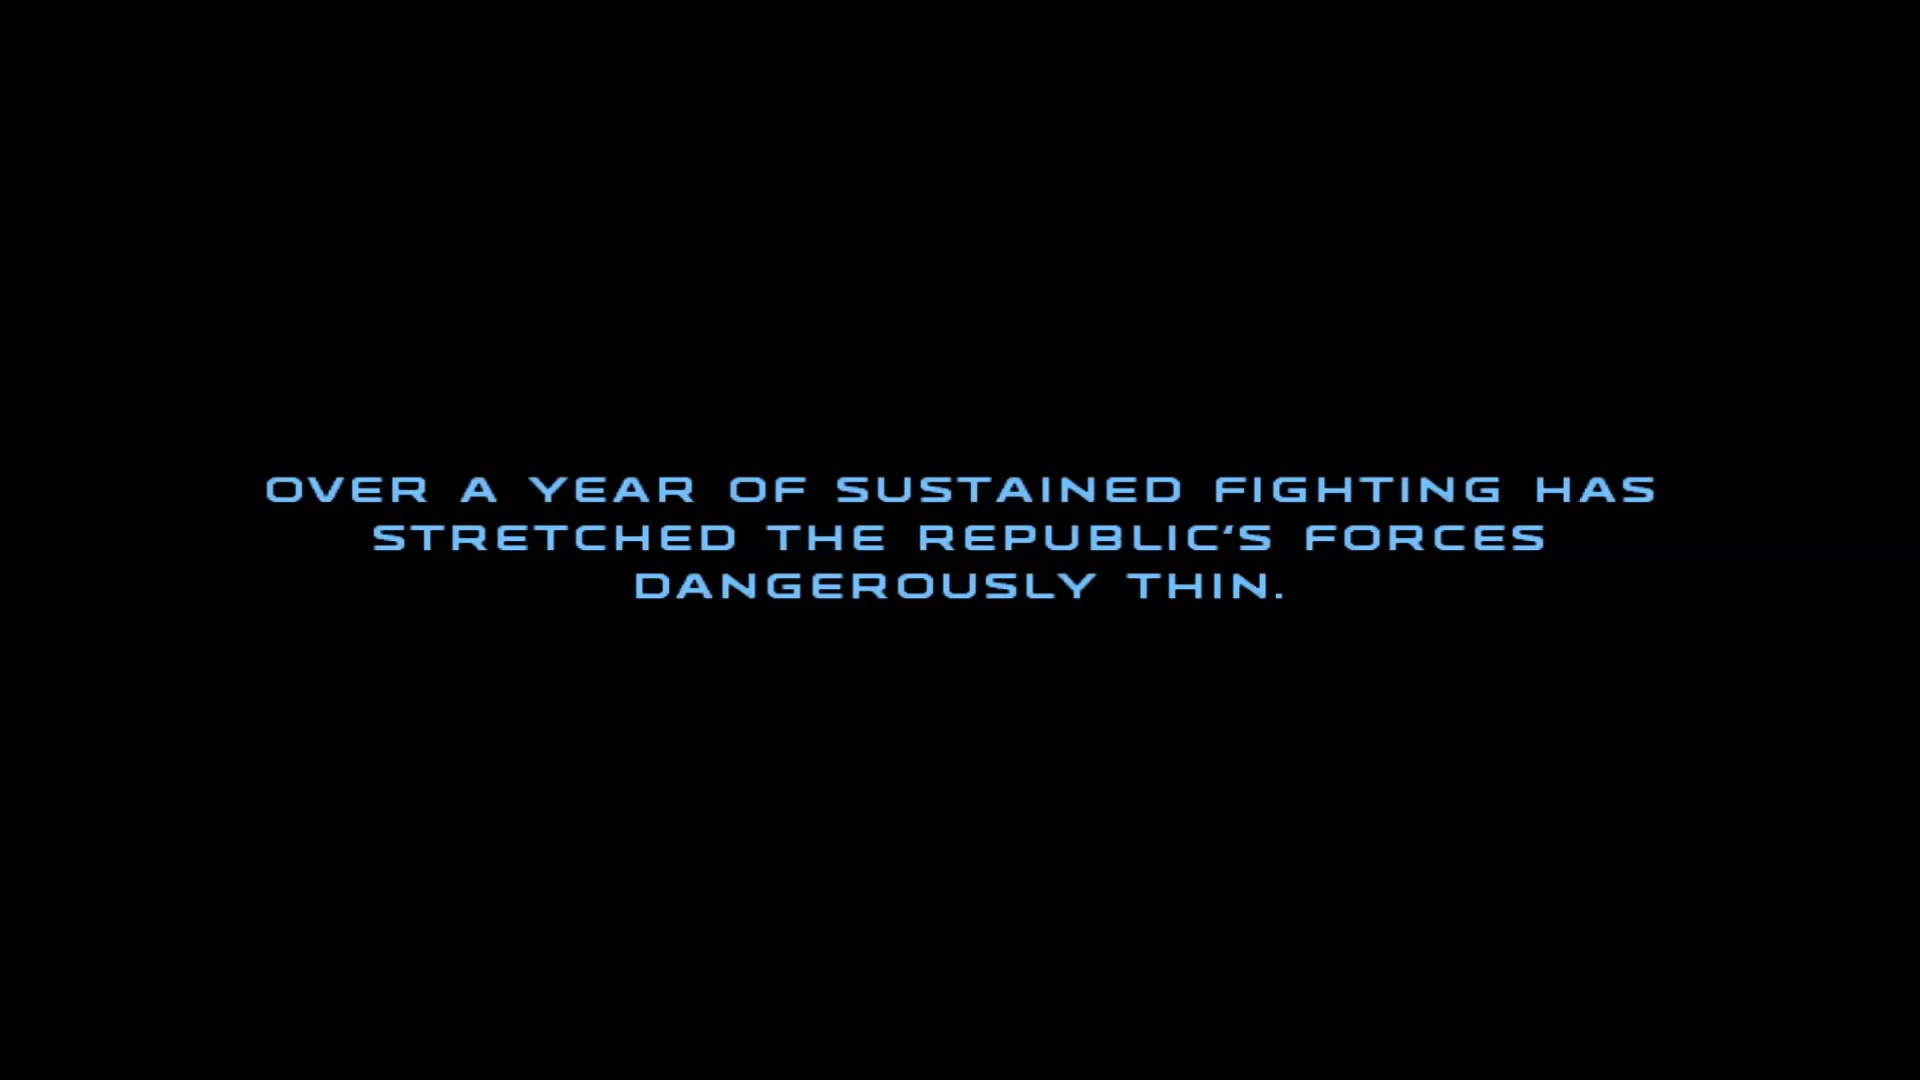 OVER A YEAR OF SUSTAINED FIGHTING HAS
STRETCHED THE REPUBLIC‘S FORCES
DANGEROUSLY THIN.